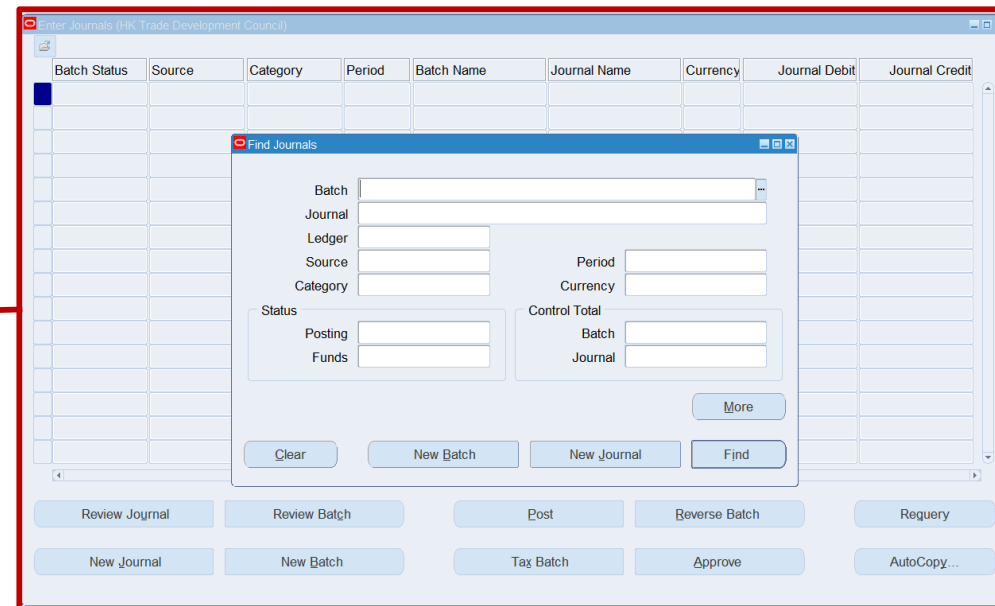 Enter Journals (HK Trade Development Council)
Batch Status Source Category Period Batch Name Journal Name Currency Journal Debit Journal Credit
Find Journals
Batch
Journal
Ledger
Source Period
Category Currency
Status Control Total
Posting Batch
Funds Journal
More
Clear New Batch New Journal Find
Review Journal Review Batch Post Reverse Batch Requery
New Journal New Batch Tax Batch Approve AutoCopy...